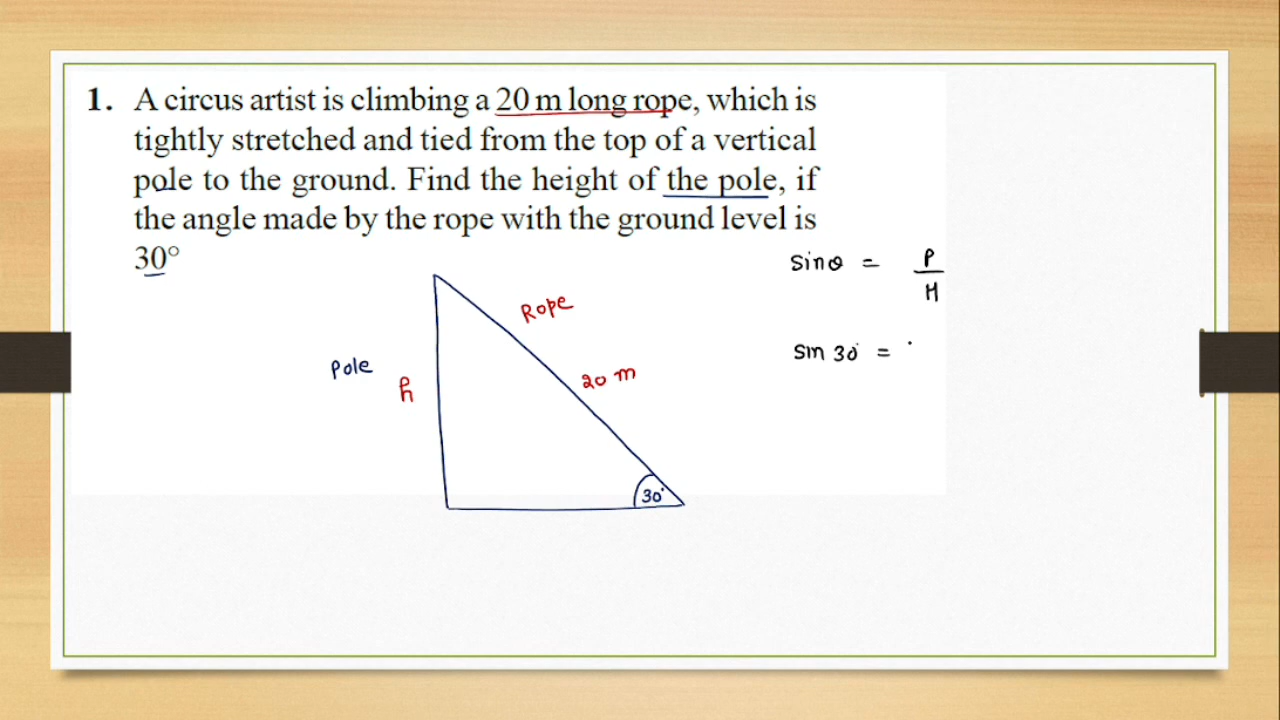 1. A circus artist is climbing a 20 m long rope, which is
tightly stretched and tied from the top of a vertical
pole to the ground. Find the height of the pole, if
the angle made by the rope with the ground level is
30°
sinθ = P
H
Rope
sin 30° =
Pole
h
20 m
30°